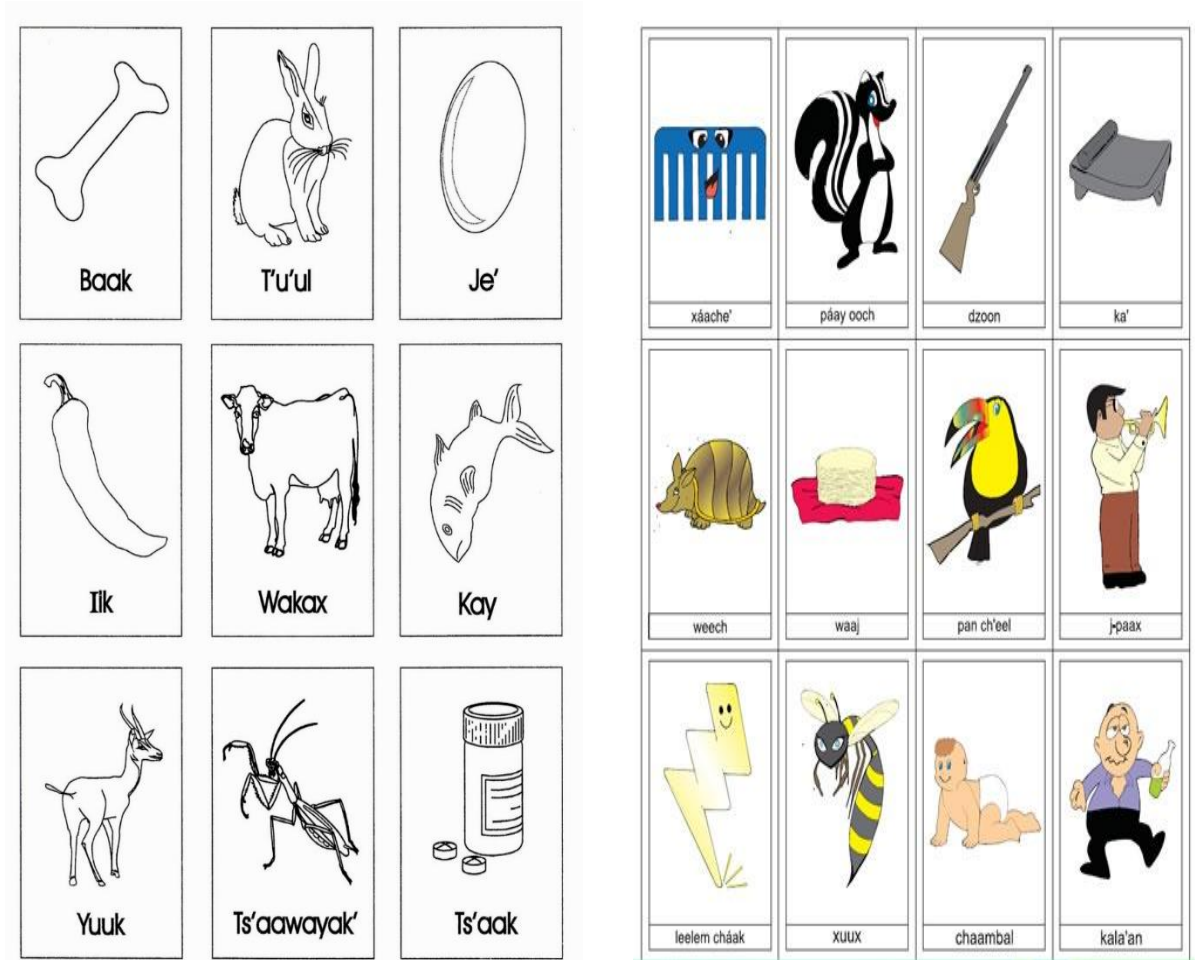 Baak
T'u'ul
Je'
Iik
Wakax
Kay
Yuuk
Ts'aawayak'
Ts'aak
xáache'
páay ooch
dzoon
ka'
weech
waaj
pan ch'eel
j-paax
leelem cháak
xuux
chaambal
kala'an